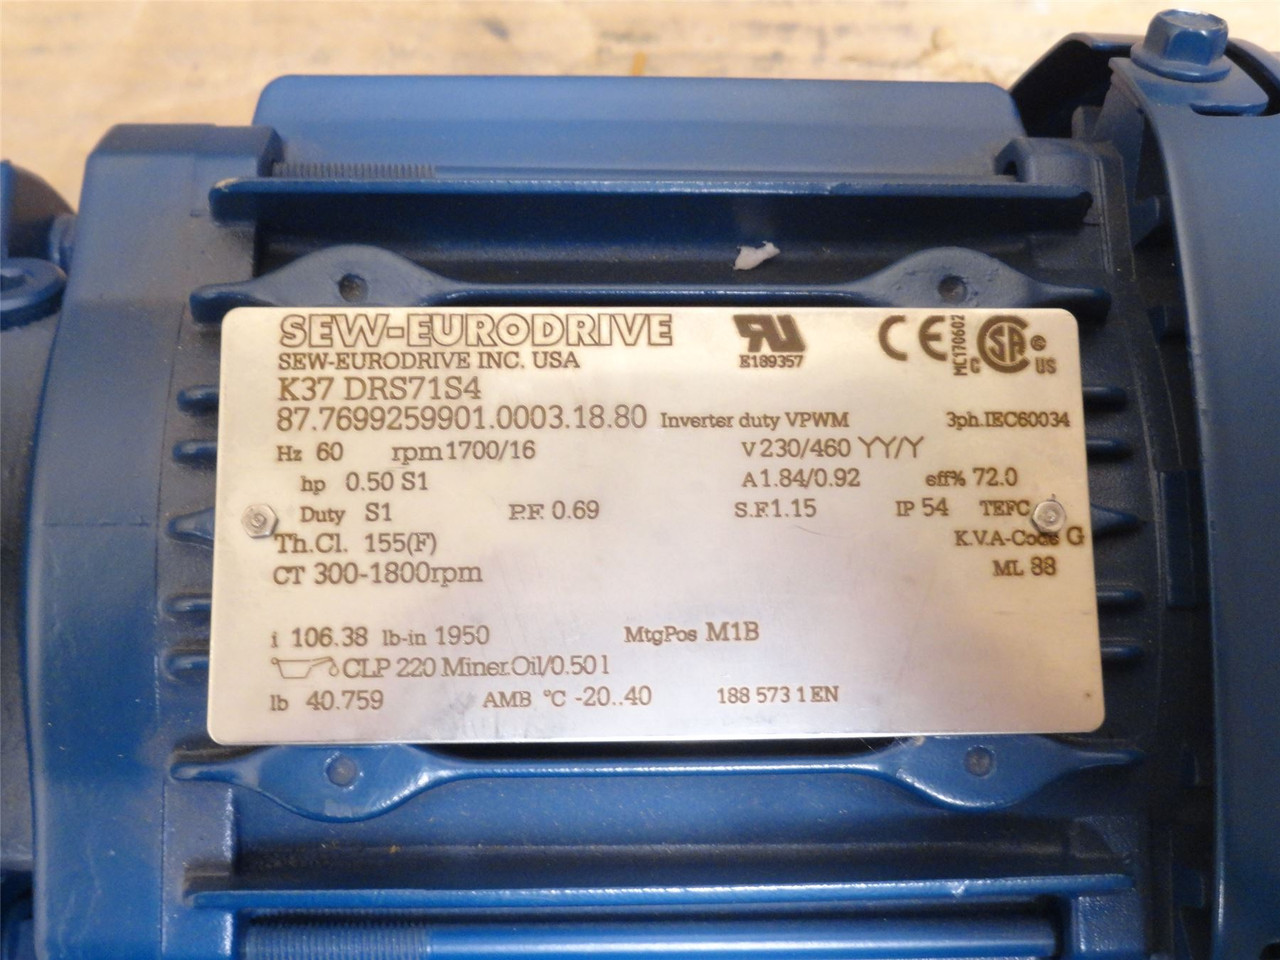 SEW-EURODRIVE
SEW-EURODRIVE INC. USA
E189357
CE
MC170602
SA
C US
K37 DRS71S4
87.7699259901.0003.18.80 Inverter duty VPWM 3ph.IEC60034
Hz 60 rpm 1700/16 V 230/460 YY/Y
hp 0.50 S1 A 1.84/0.92 eff% 72.0
Duty S1 P.F. 0.69 S.F. 1.15 IP 54 TEFC
Th.Cl. 155(F) K.V.A-Code G
CT 300-1800rpm ML
i 106.38 lb-in 1950 MtgPos M1B
CLP 220 Miner.Oil/0.50 l
lb 40.759 AMB °C -20..40 188 573 1 EN